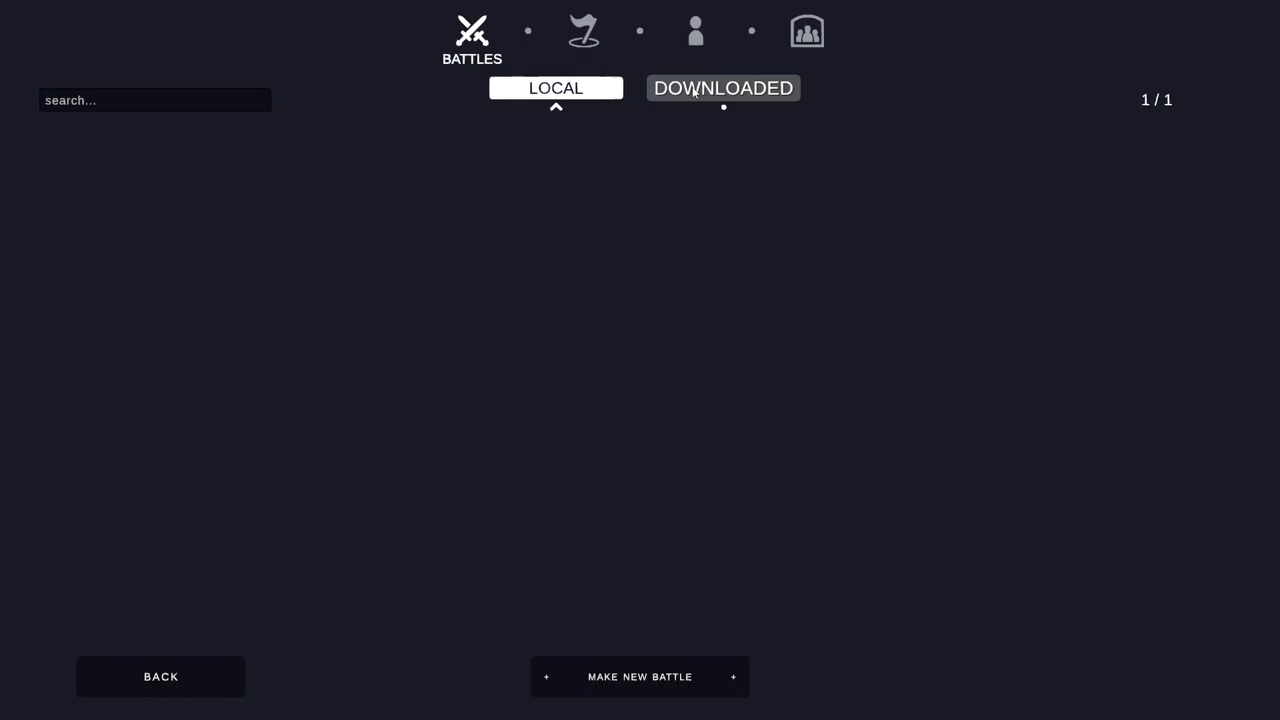 BATTLES
LOCAL
DOWNLOADED
search...
1 / 1
BACK
+ MAKE NEW BATTLE +